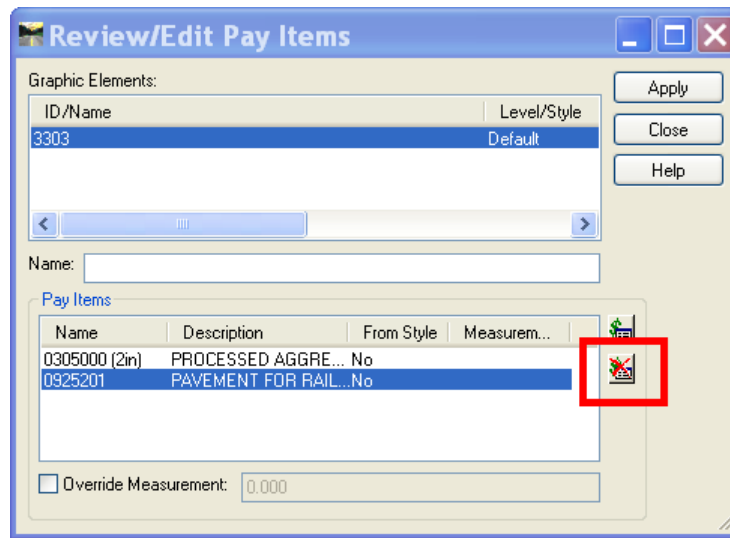 Review/Edit Pay Items
Graphic Elements:
Apply
ID/Name Level/Style
3303 Default
Close
Help
Name:
Pay Items
Name Description From Style Measurem...
0305000 (2in) PROCESSED AGGRE... No
0925201 PAVEMENT FOR RAIL...No
Override Measurement: 0.000